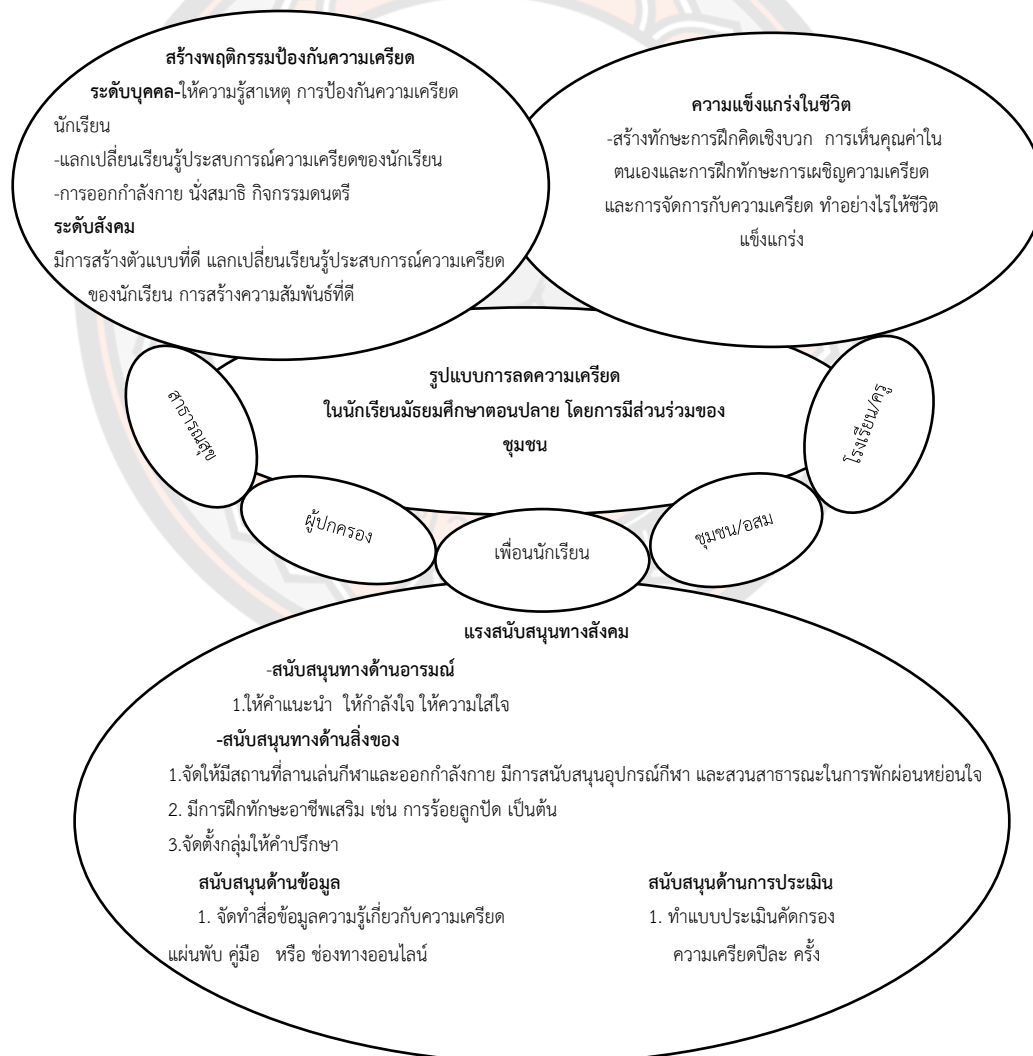 สร้างพฤติกรรมป้องกันความเครียด
ระดับบุคคล-ให้ความรู้สาเหตุ การป้องกันความเครียด
นักเรียน
-แลกเปลี่ยนเรียนรู้ประสบการณ์ความเครียดของนักเรียน
-การออกกำลังกาย นั่งสมาธิ กิจกรรมดนตรี
ระดับสังคม
มีการสร้างตัวแบบที่ดี แลกเปลี่ยนเรียนรู้ประสบการณ์ความเครียด
ของนักเรียน การสร้างความสัมพันธ์ที่ดี
ความแข็งแกร่งในชีวิต
-สร้างทักษะการฝึกคิดเชิงบวก การเห็นคุณค่าใน
ตนเองและการฝึกทักษะการเผชิญความเครียด
และการจัดการกับความเครียด ทำอย่างไรให้ชีวิต
แข็งแกร่ง
รูปแบบการลดความเครียด
ในนักเรียนมัธยมศึกษาตอนปลาย โดยการมีส่วนร่วมของ
ชุมชน
สาธารณสุข
ผู้ปกครอง
เพื่อนนักเรียน
ชุมชน/อสม
โรงเรียน/ครู
แรงสนับสนุนทางสังคม
-สนับสนุนทางด้านอารมณ์
1.ให้คำแนะนำ ให้กำลังใจ ให้ความใส่ใจ
-สนับสนุนทางด้านสิ่งของ
1.จัดให้มีสถานที่ลานเล่นกีฬาและออกกำลังกาย มีการสนับสนุนอุปกรณ์กีฬา และสวนสาธารณะในการพักผ่อนหย่อนใจ
2. มีการฝึกทักษะอาชีพเสริม เช่น การร้อยลูกปัด เป็นต้น
3.จัดตั้งกลุ่มให้คำปรึกษา
สนับสนุนด้านข้อมูล
1. จัดทำสื่อข้อมูลความรู้เกี่ยวกับความเครียด
แผ่นพับ คู่มือ หรือ ช่องทางออนไลน์
สนับสนุนด้านการประเมิน
1. ทำแบบประเมินคัดกรอง
ความเครียดปีละ ครั้ง